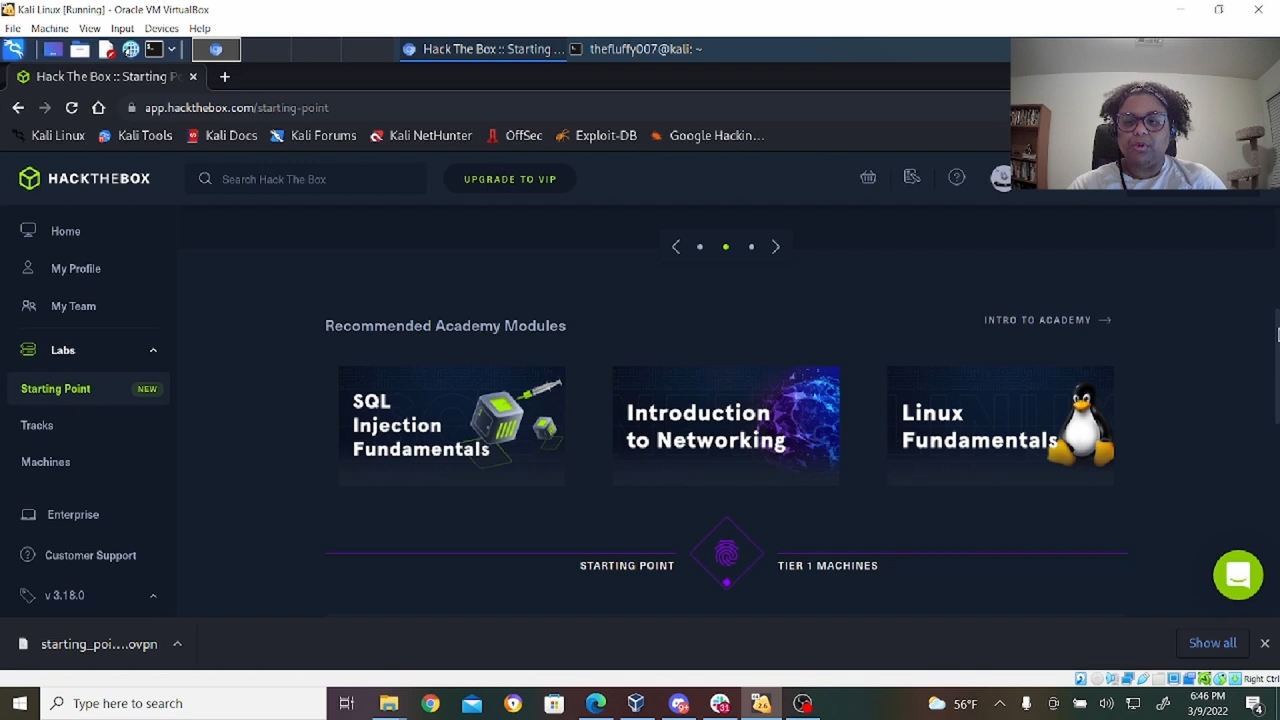 Kali Linux [Running] - Oracle VM VirtualBox
File Machine View Input Devices Help
Hack The Box :: Starting ...
thefluffy007@kali: ~
Hack The Box :: Starting Po
app.hackthebox.com/starting-point
Kali Linux
Kali Tools
Kali Docs
Kali Forums
Kali NetHunter
OffSec
Exploit-DB
Google Hackin...
HACKTHEBOX
Search Hack The Box
UPGRADE TO VIP
Home
My Profile
My Team
Labs
Starting Point
NEW
Tracks
Machines
Enterprise
Customer Support
v 3.18.0
Recommended Academy Modules
INTRO TO ACADEMY
SQL
Injection
Fundamentals
Introduction
to Networking
Linux
Fundamentals
STARTING POINT
TIER 1 MACHINES
starting_poi....ovpn
Show all
Right Ctrl
Type here to search
56°F
6:46 PM
3/9/2022